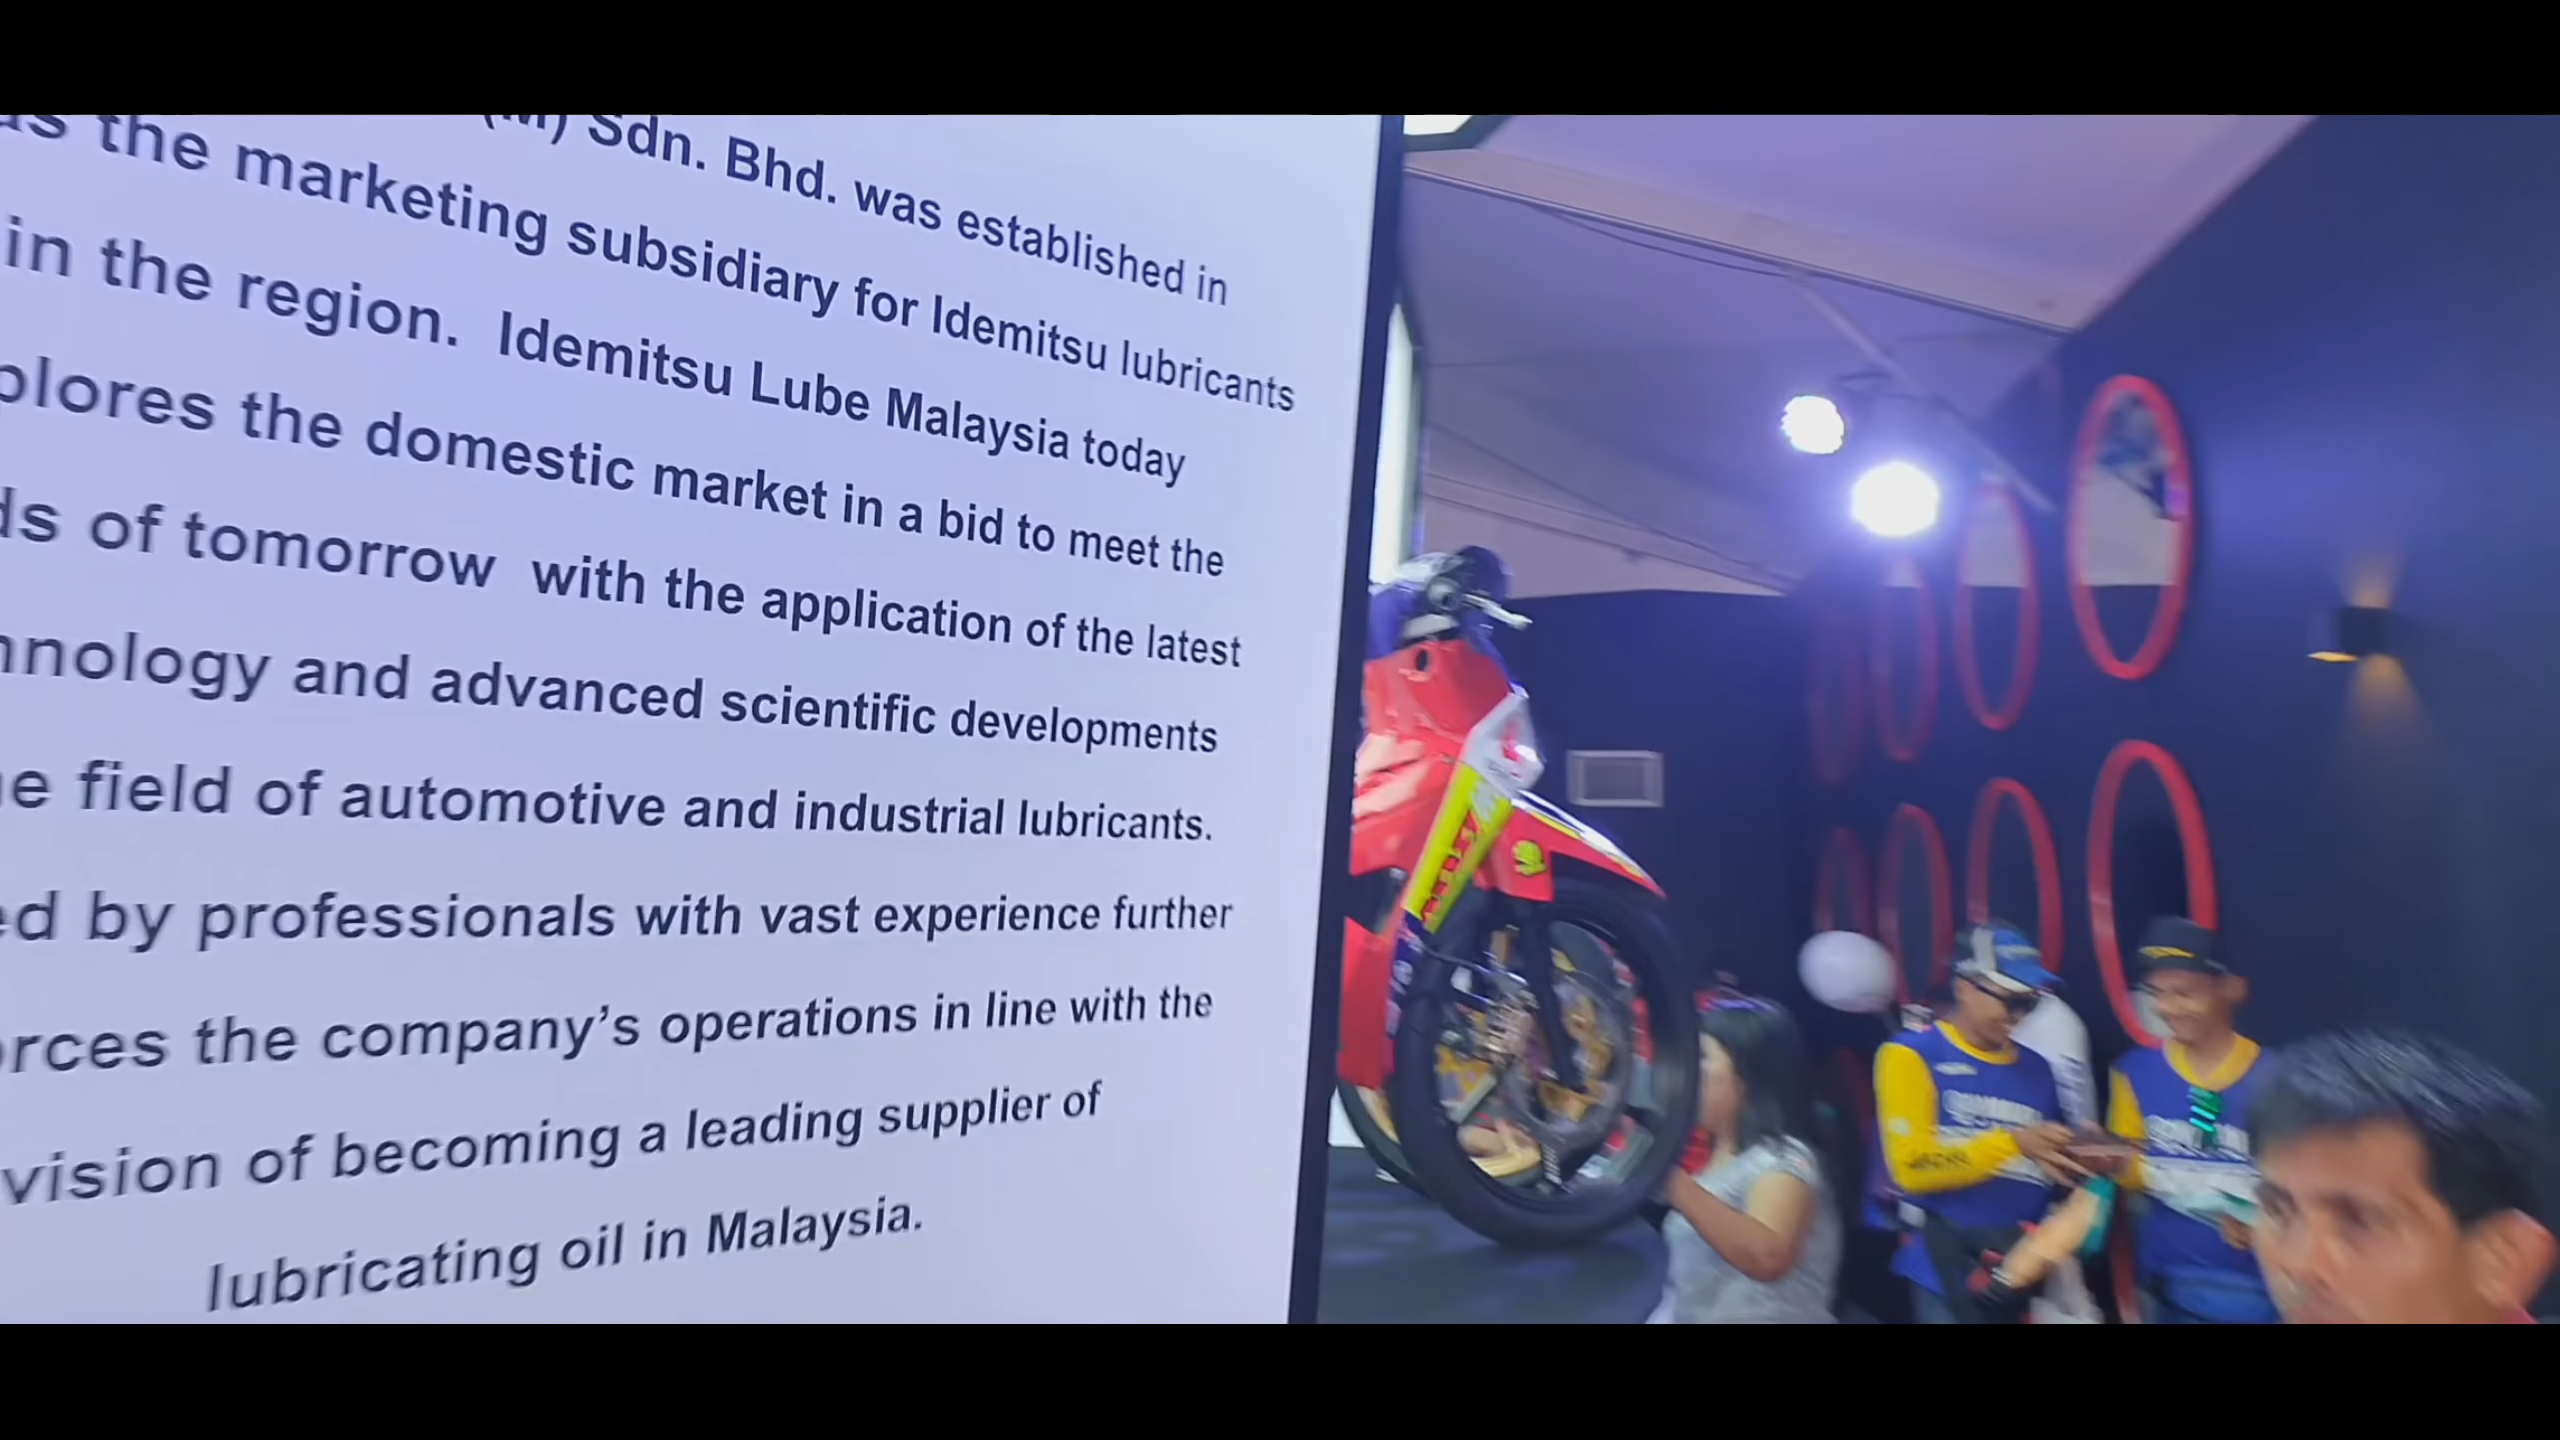 (M) Sdn. Bhd. was established in
as the marketing subsidiary for Idemitsu lubricants
in the region. Idemitsu Lube Malaysia today
plores the domestic market in a bid to meet the
ds of tomorrow with the application of the latest
hnology and advanced scientific developments
e field of automotive and industrial lubricants.
ed by professionals with vast experience further
orces the company’s operations in line with the
vision of becoming a leading supplier of
lubricating oil in Malaysia.